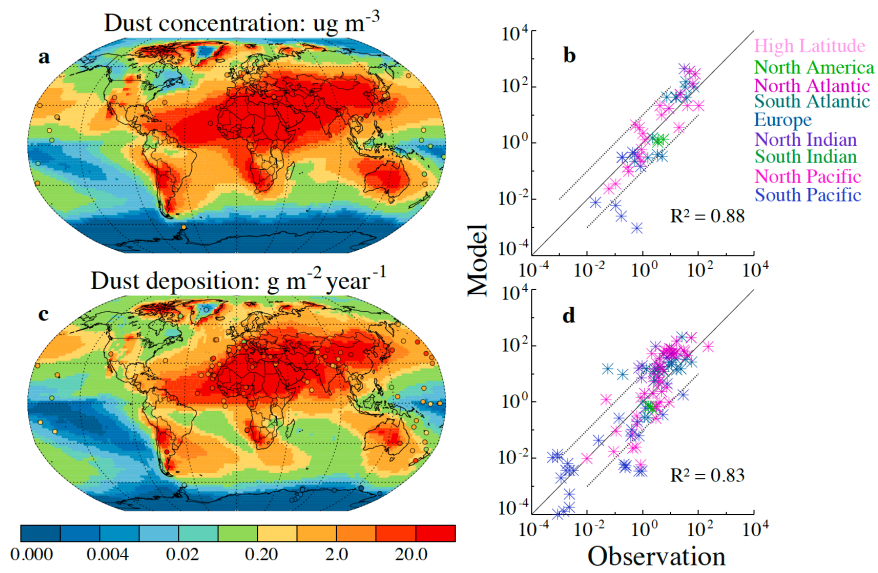 Dust concentration: ug m-3
a
Dust deposition: g m-2 year-1
c
0.000 0.004 0.02 0.20 2.0 20.0
Model
b
10^4
10^2
10^0
10^-2
10^-4
10^-4 10^-2 10^0 10^2 10^4
R² = 0.88
High Latitude
North America
North Atlantic
South Atlantic
Europe
North Indian
South Indian
North Pacific
South Pacific
d
10^4
10^2
10^0
10^-2
10^-4
10^-4 10^-2 10^0 10^2 10^4
R² = 0.83
Observation